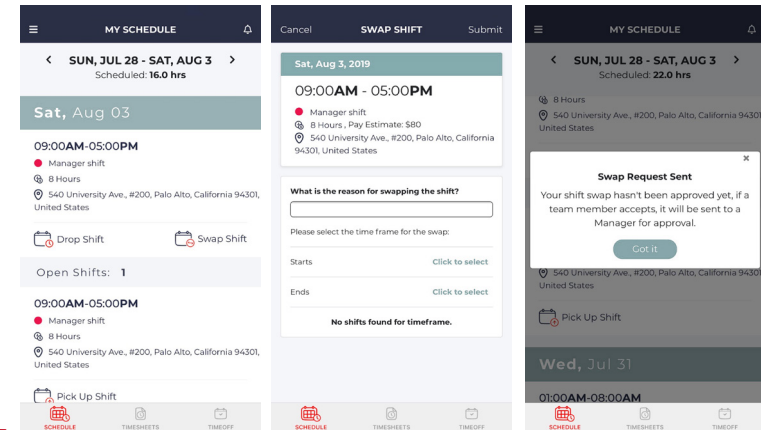 MY SCHEDULE
SUN, JUL 28 - SAT, AUG 3
Scheduled: 16.0 hrs
Sat, Aug 03
09:00AM-05:00PM
Manager shift
8 Hours
540 University Ave., #200, Palo Alto, California 94301,
United States
Drop Shift
Swap Shift
Open Shifts: 1
09:00AM-05:00PM
Manager shift
8 Hours
540 University Ave., #200, Palo Alto, California 94301,
United States
Pick Up Shift
SCHEDULE
TIMESHEETS
TIMEOFF
Cancel
SWAP SHIFT
Submit
Sat, Aug 3, 2019
09:00AM - 05:00PM
Manager shift
8 Hours , Pay Estimate: $80
540 University Ave., #200, Palo Alto, California
94301, United States
What is the reason for swapping the shift?
Please select the time frame for the swap:
Starts
Click to select
Ends
Click to select
No shifts found for timeframe.
SCHEDULE
TIMESHEETS
TIMEOFF
MY SCHEDULE
SUN, JUL 28 - SAT, AUG 3
Scheduled: 22.0 hrs
8 Hours
540 University Ave., #200, Palo Alto, California 94301
United States
Swap Request Sent
Your shift swap hasn't been approved yet, if a
team member accepts, it will be sent to a
Manager for approval.
Got it
540 University Ave., #200, Palo Alto, California 94301
United States
Pick Up Shift
Wed, Jul 31
01:00AM-08:00AM
SCHEDULE
TIMESHEETS
TIMEOFF